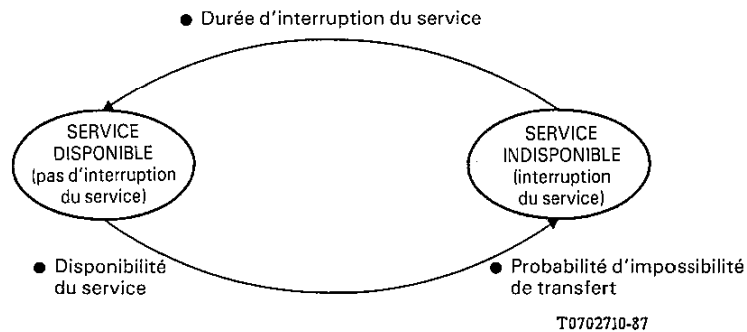 ● Durée d'interruption du service
SERVICE
DISPONIBLE
(pas d'interruption
du service)
SERVICE
INDISPONIBLE
(interruption
du service)
● Disponibilité
du service
● Probabilité d'impossibilité
de transfert
T0702710-87